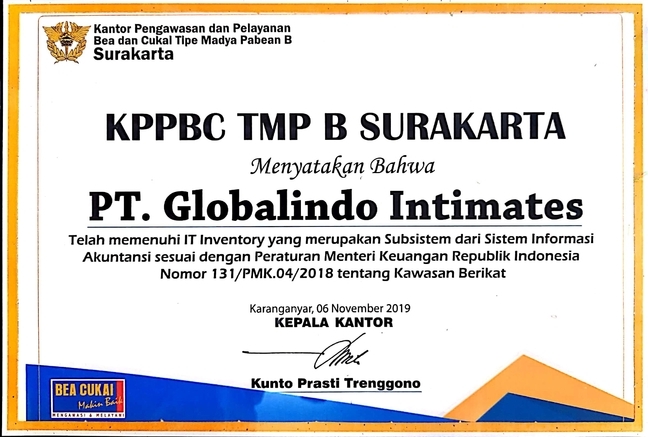 Kantor Pengawasan dan Pelayanan
Bea dan Cukai Tipe Madya Pabean B
Surakarta
KPPBC TMP B SURAKARTA
Menyatakan Bahwa
PT. Globalindo Intimates
Telah memenuhi IT Inventory yang merupakan Subsistem dari Sistem Informasi
Akuntansi sesuai dengan Peraturan Menteri Keuangan Republik Indonesia
Nomor 131/PMK.04/2018 tentang Kawasan Berikat
Karanganyar, 06 November 2019
KEPALA KANTOR
Kunto Prasti Trenggono
BEA CUKAI
Makin Baik
MENGAWASI & MELAYANI